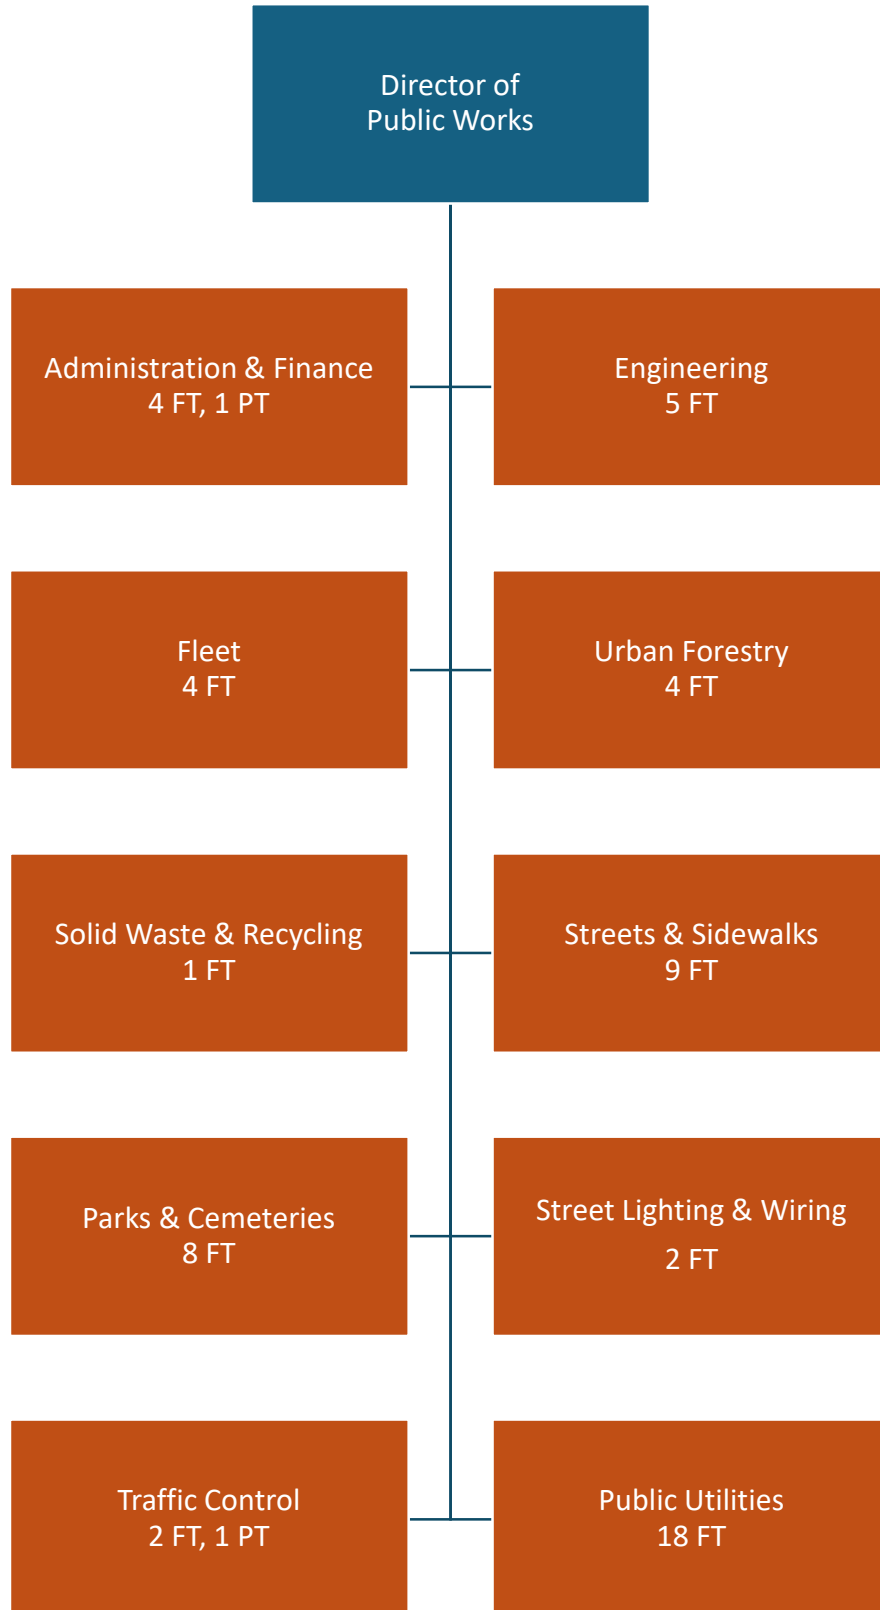 Director of
Public Works
Administration & Finance
4 FT, 1 PT
Engineering
5 FT
Fleet
4 FT
Urban Forestry
4 FT
Solid Waste & Recycling
1 FT
Streets & Sidewalks
9 FT
Parks & Cemeteries
8 FT
Street Lighting & Wiring
2 FT
Traffic Control
2 FT, 1 PT
Public Utilities
18 FT